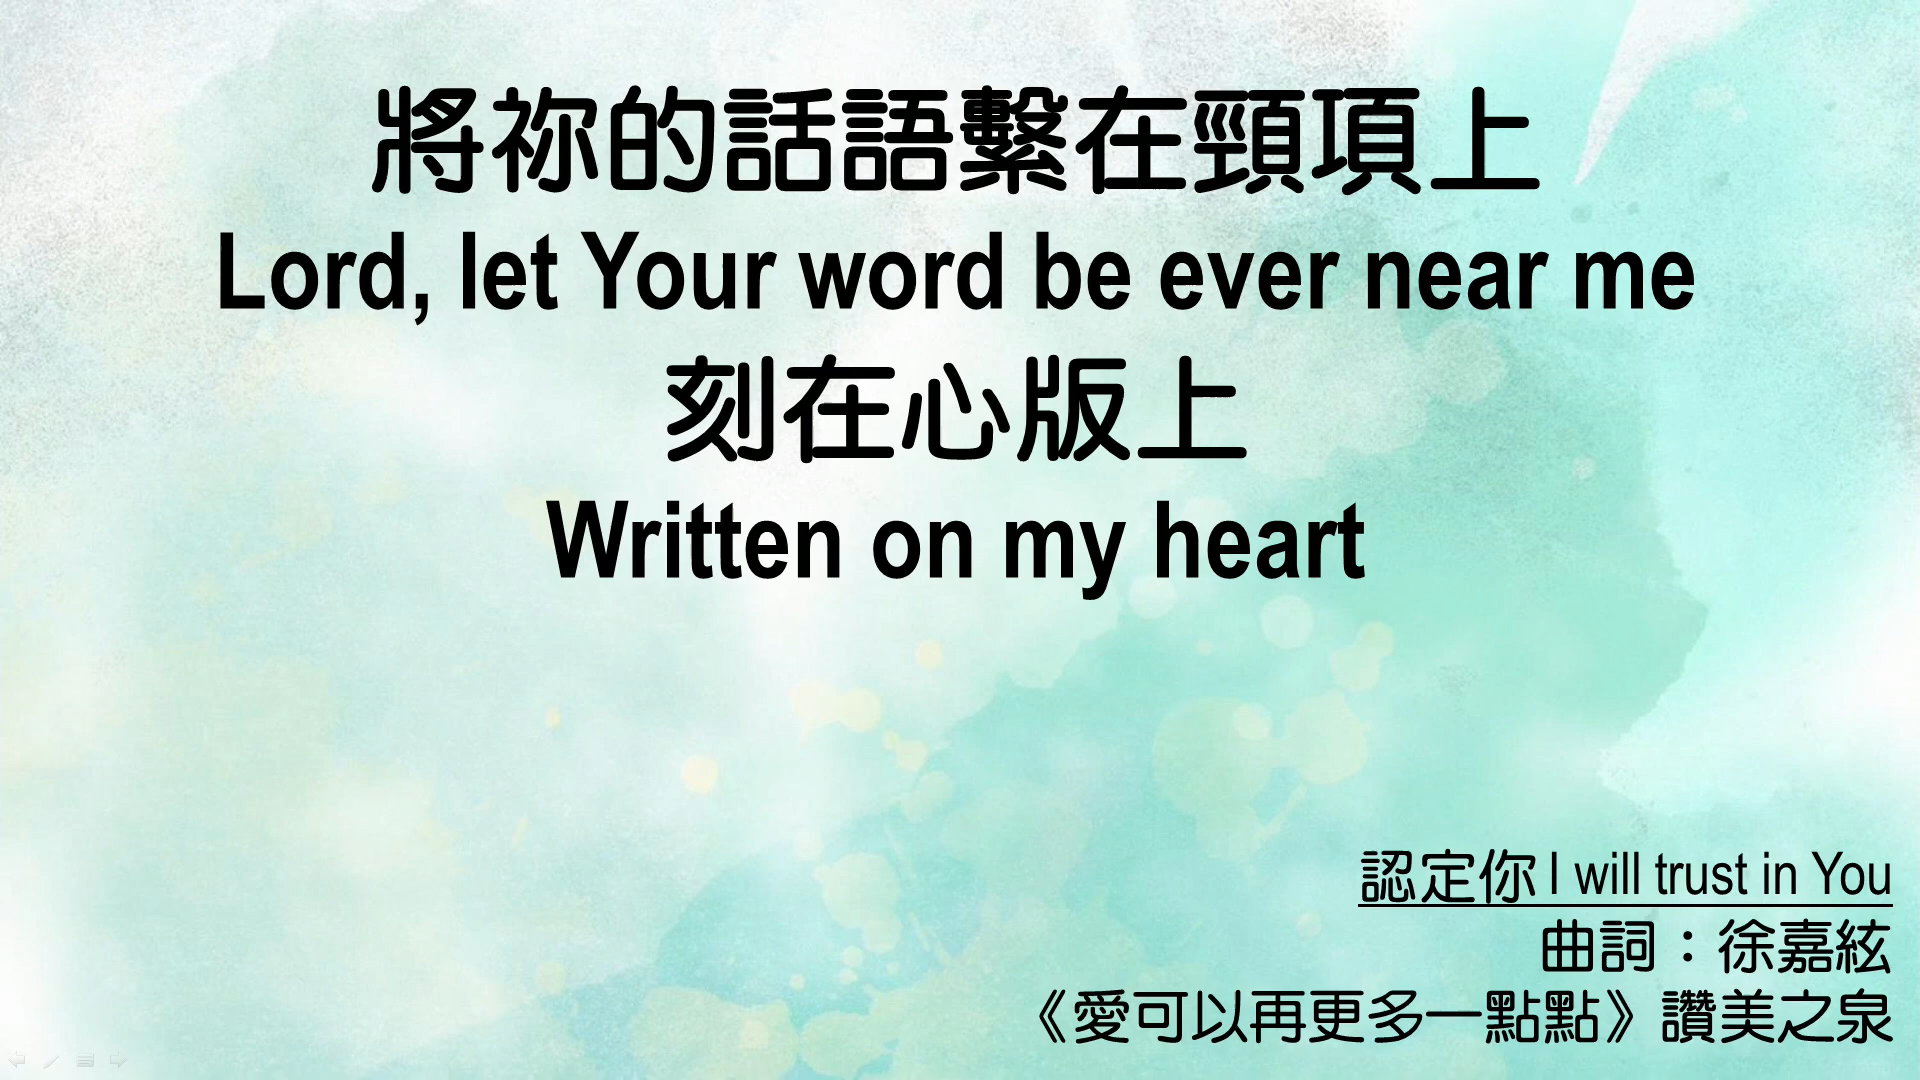 將祢的話語繫在頸項上
Lord, let Your word be ever near me
刻在心版上
Written on my heart
認定你 I will trust in You
曲詞：徐嘉絃
《愛可以再更多一點點》讚美之泉